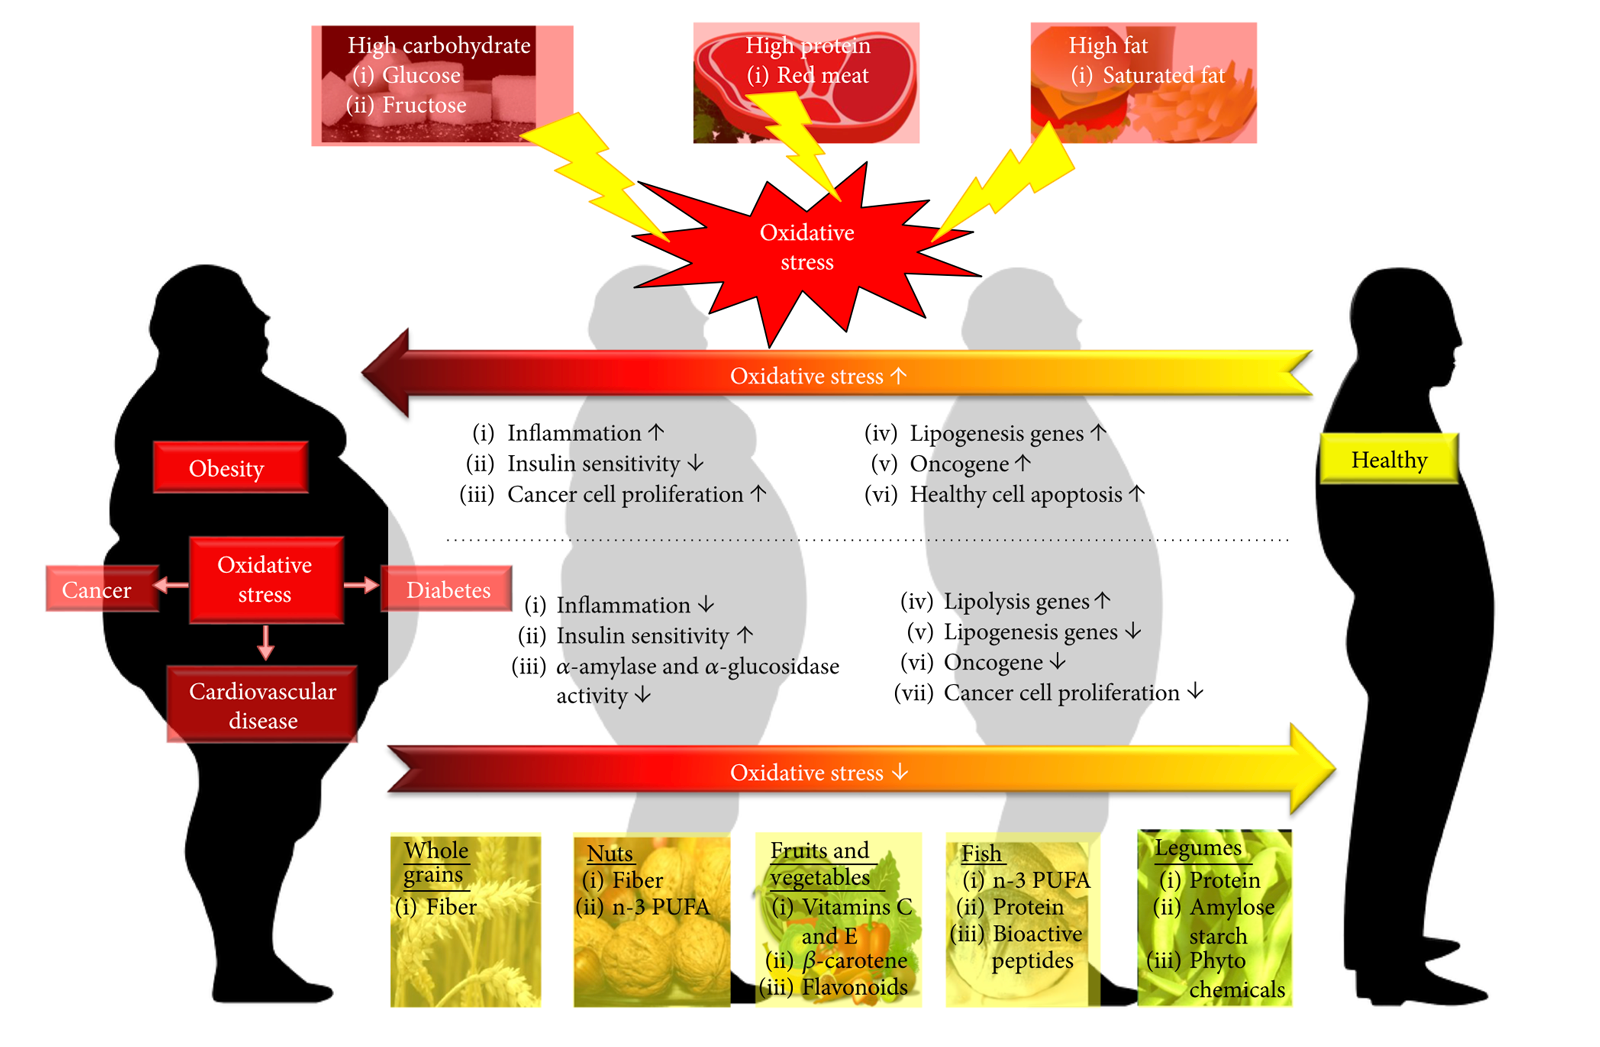 High carbohydrate
(i) Glucose
(ii) Fructose
High protein
(i) Red meat
High fat
(i) Saturated fat
Oxidative
stress
Oxidative stress ↑
(i) Inflammation ↑
(ii) Insulin sensitivity ↓
(iii) Cancer cell proliferation ↑
(iv) Lipogenesis genes ↑
(v) Oncogene ↑
(vi) Healthy cell apoptosis ↑
Healthy
Obesity
Oxidative
stress
Cancer
Diabetes
Cardiovascular
disease
(i) Inflammation ↓
(ii) Insulin sensitivity ↑
(iii) α-amylase and α-glucosidase
activity ↓
(iv) Lipolysis genes ↑
(v) Lipogenesis genes ↓
(vi) Oncogene ↓
(vii) Cancer cell proliferation ↓
Oxidative stress ↓
Whole
grains
(i) Fiber
Nuts
(i) Fiber
(ii) n-3 PUFA
Fruits and
vegetables
(i) Vitamins C
and E
(ii) β-carotene
(iii) Flavonoids
Fish
(i) n-3 PUFA
(ii) Protein
(iii) Bioactive
peptides
Legumes
(i) Protein
(ii) Amylose
starch
(iii) Phyto
chemicals